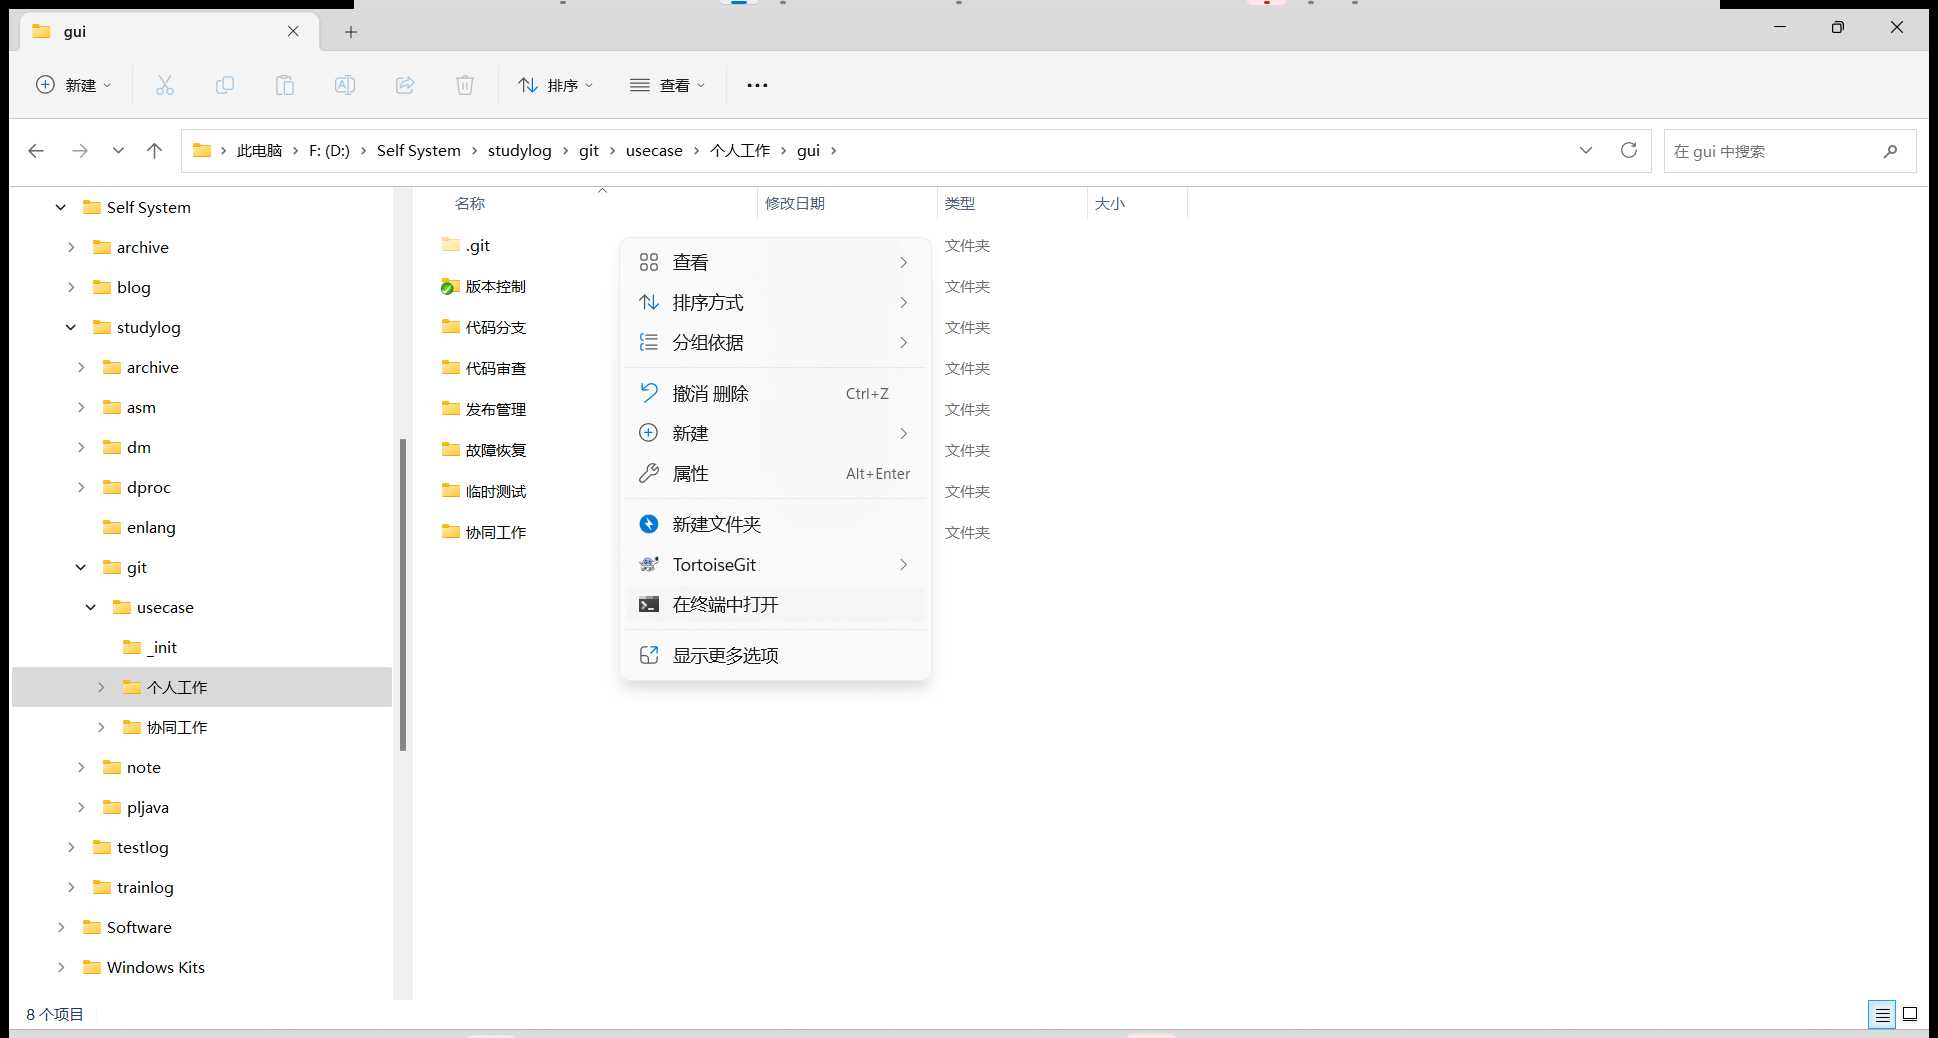 gui
新建
排序
查看
此电脑 F: (D:) Self System studylog git usecase 个人工作 gui
在 gui 中搜索
Self System
archive
blog
studylog
archive
asm
dm
dproc
enlang
git
usecase
_init
个人工作
协同工作
note
pljava
testlog
trainlog
Software
Windows Kits
名称 修改日期 类型 大小
.git 文件夹
版本控制 文件夹
代码分支 文件夹
代码审查 文件夹
发布管理 文件夹
故障恢复 文件夹
临时测试 文件夹
协同工作 文件夹
查看
排序方式
分组依据
撤消 删除 Ctrl+Z
新建
属性 Alt+Enter
新建文件夹
TortoiseGit
在终端中打开
显示更多选项
8 个项目